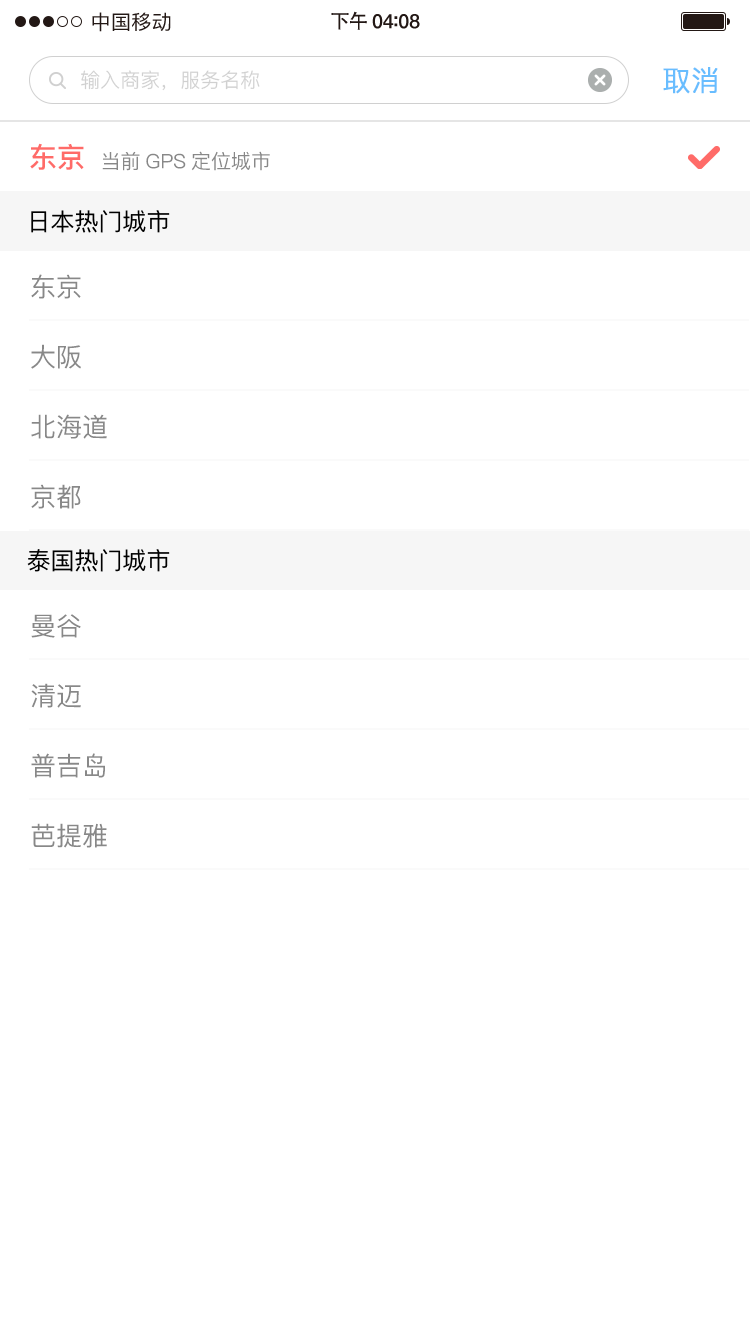 中国移动 下午 04:08
输入商家，服务名称 取消
东京 当前 GPS 定位城市
日本热门城市
东京
大阪
北海道
京都
泰国热门城市
曼谷
清迈
普吉岛
芭提雅